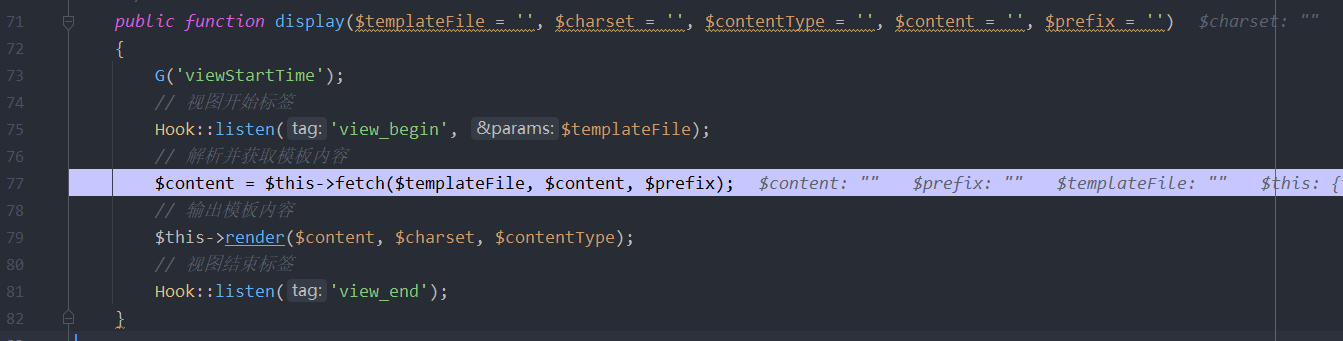 71 public function display($templateFile = '', $charset = '', $contentType = '', $content = '', $prefix = '') $charset: ""
72 {
73 G('viewStartTime');
74 // 视图开始标签
75 Hook::listen( tag: 'view_begin', &params: $templateFile);
76 // 解析并获取模板内容
77 $content = $this->fetch($templateFile, $content, $prefix); $content: "" $prefix: "" $templateFile: "" $this: {
78 // 输出模板内容
79 $this->render($content, $charset, $contentType);
80 // 视图结束标签
81 Hook::listen( tag: 'view_end');
82 }